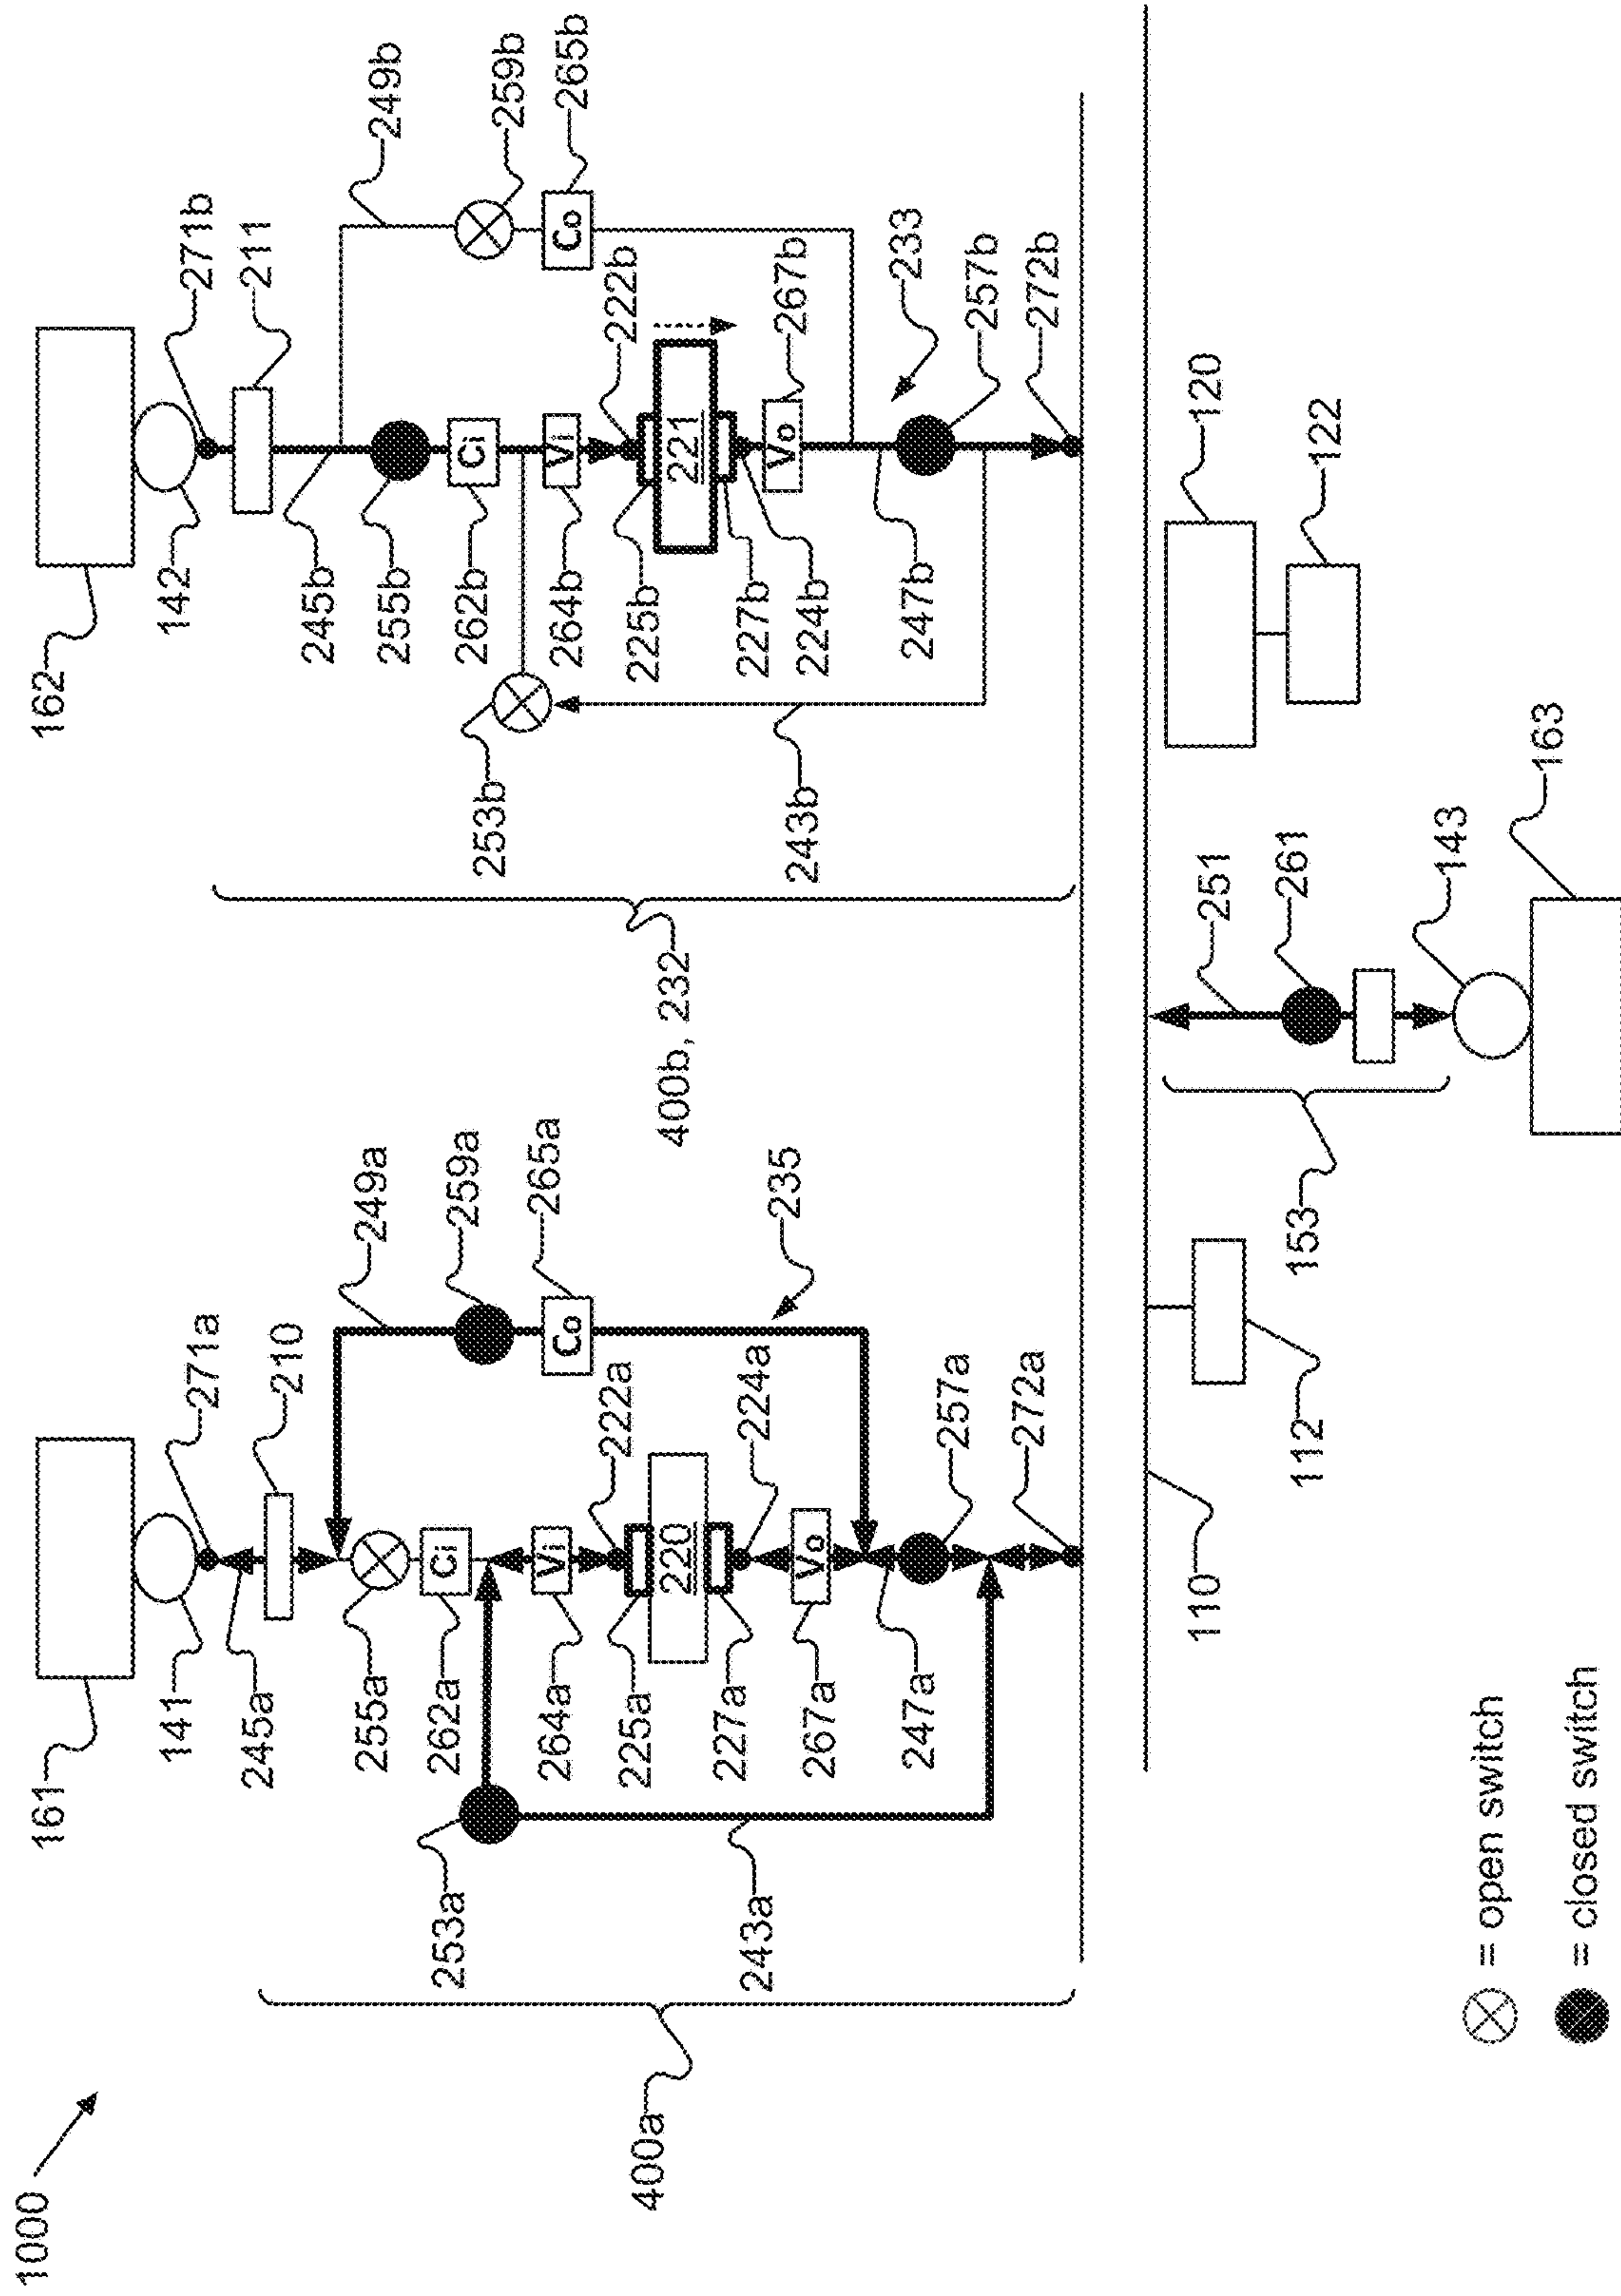 1000
161
141
245a
271a
210
249a
259a
265a
255a
262a
Ci
253a
264a
Vi
222a
225a
220
227a
224a
267a
Vo
Co
235
247a
257a
243a
272a
400a
162
142
271b
211
245b
249b
255b
259b
262b
Ci
Co
265b
253b
264b
Vi
222b
225b
221
227b
224b
Vo
267b
233
247b
257b
243b
272b
400b, 232
110
112
153
251
261
143
163
120
122
= open switch
= closed switch